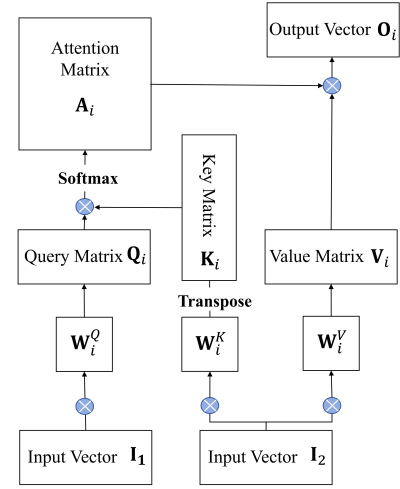 Output Vector O_i
Attention
Matrix
A_i
Softmax
Key Matrix
K_i
Query Matrix Q_i
Value Matrix V_i
Transpose
W_i^Q
W_i^K
W_i^V
Input Vector I_1
Input Vector I_2